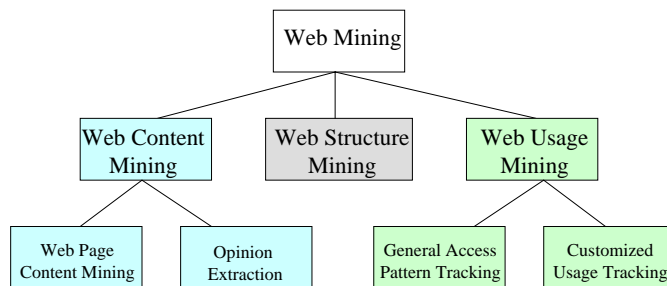 Web Mining
Web Content
Mining
Web Structure
Mining
Web Usage
Mining
Web Page
Content Mining
Opinion
Extraction
General Access
Pattern Tracking
Customized
Usage Tracking